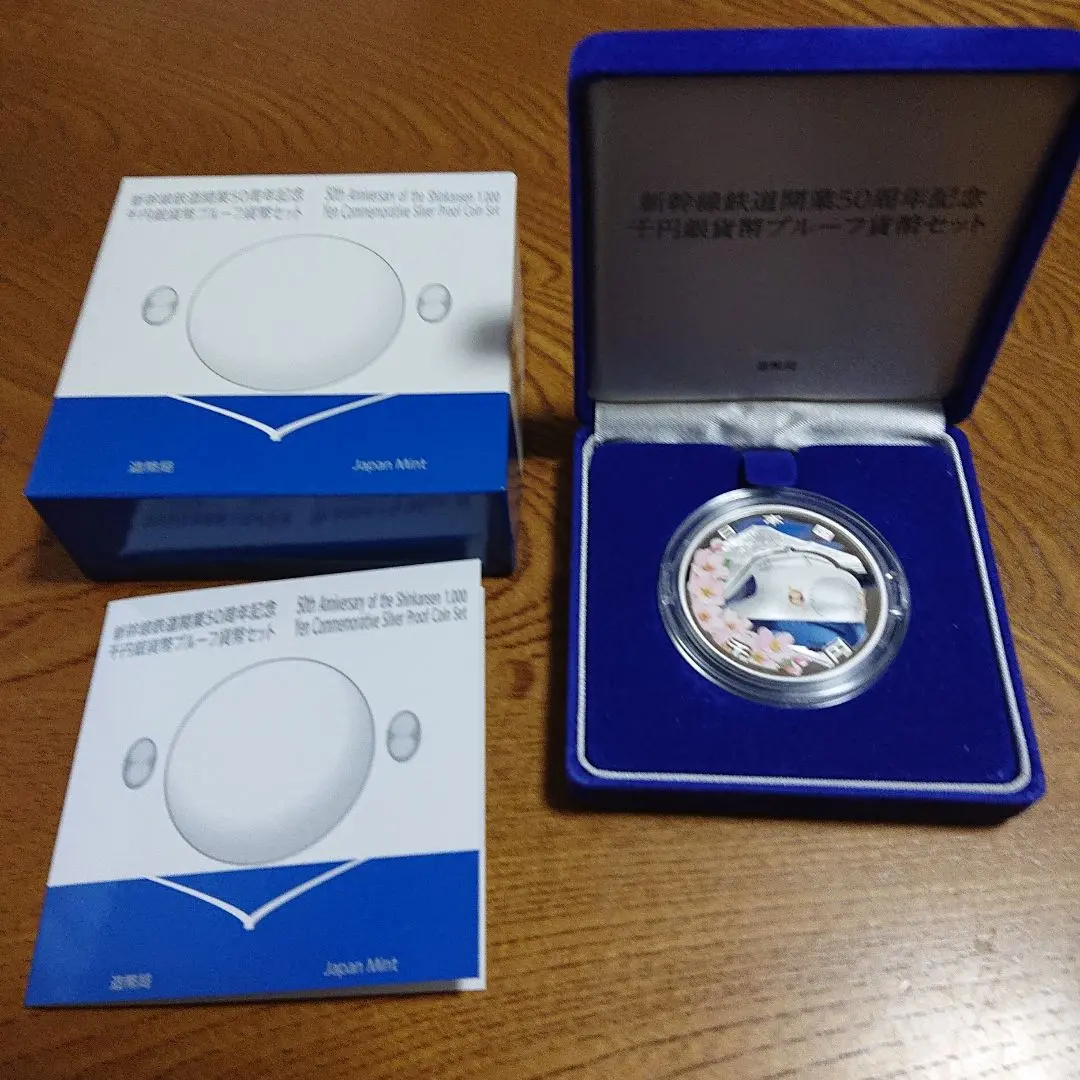 新幹線鉄道開業50周年記念
千円銀貨幣プルーフ貨幣セット
50th Anniversary of the Shinkansen 1,000
Yen Commemorative Silver Proof Coin Set
造幣局
Japan Mint
新幹線鉄道開業50周年記念
千円銀貨幣プルーフ貨幣セット
50th Anniversary of the Shinkansen 1,000
Yen Commemorative Silver Proof Coin Set
造幣局
Japan Mint
新幹線鉄道開業50周年記念
千円銀貨幣プルーフ貨幣セット
造幣局
日本国
千円